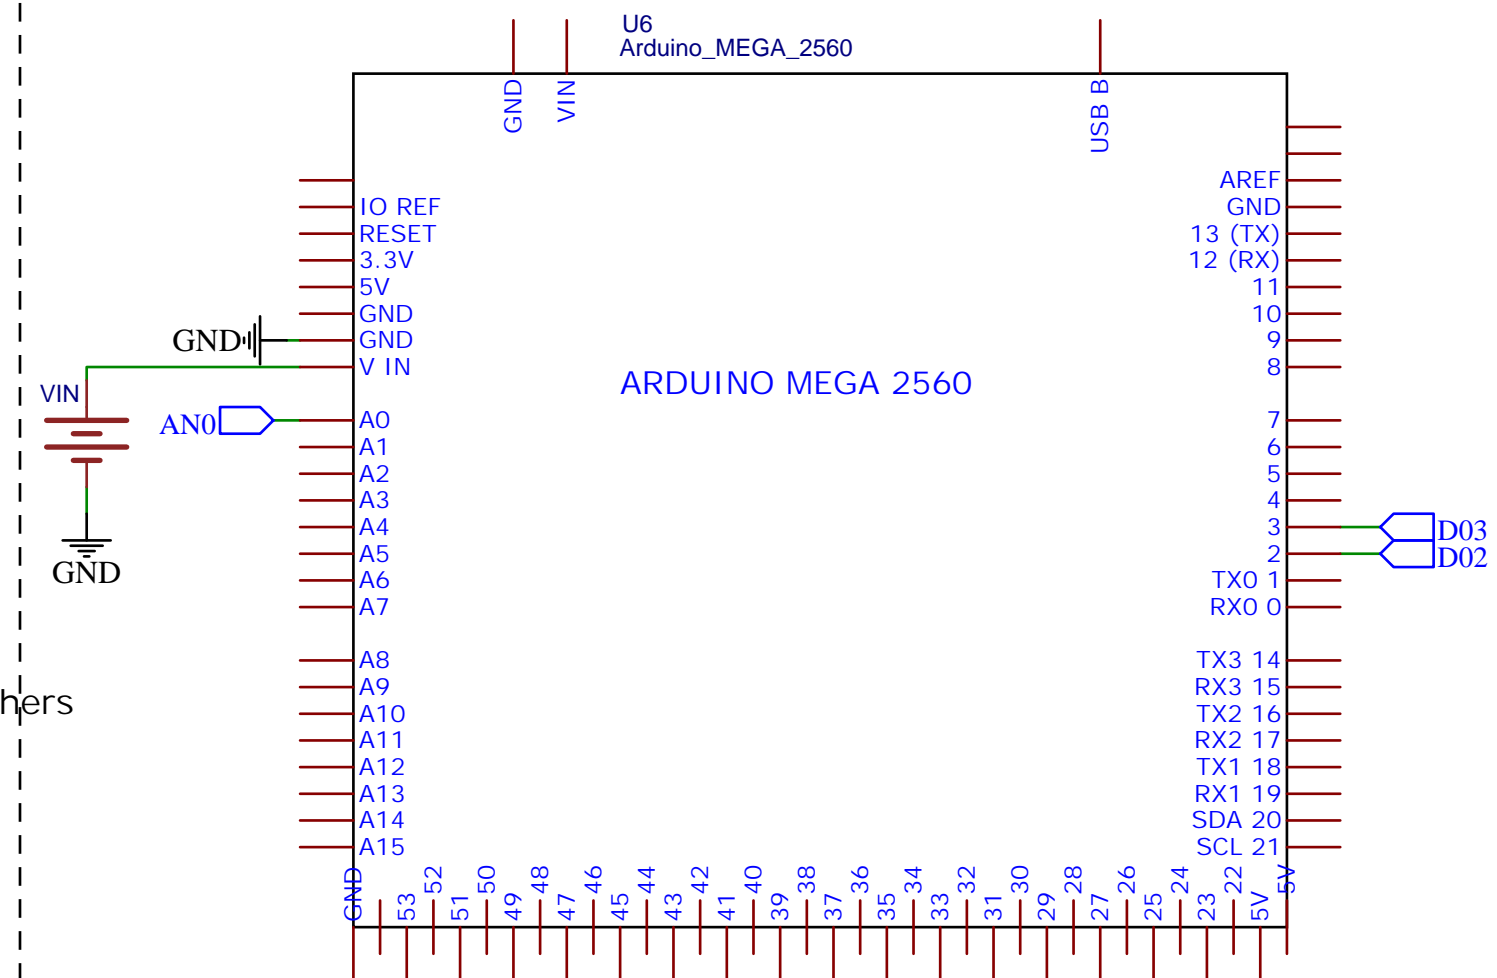 U6
Arduino_MEGA_2560
GND
VIN
USB B
IO REF
RESET
3.3V
5V
GND
GND
V IN
A0
A1
A2
A3
A4
A5
A6
A7
A8
A9
A10
A11
A12
A13
A14
A15
GND
VIN
AN0
GND
hers
ARDUINO MEGA 2560
AREF
GND
13 (TX)
12 (RX)
11
10
9
8
7
6
5
4
3
2
TX0 1
RX0 0
TX3 14
RX3 15
TX2 16
RX2 17
TX1 18
RX1 19
SDA 20
SCL 21
D03
D02
GND
53
52
51
50
49
48
47
46
45
44
43
42
41
40
39
38
37
36
35
34
33
32
31
30
29
28
27
26
25
24
23
22
5V
5V